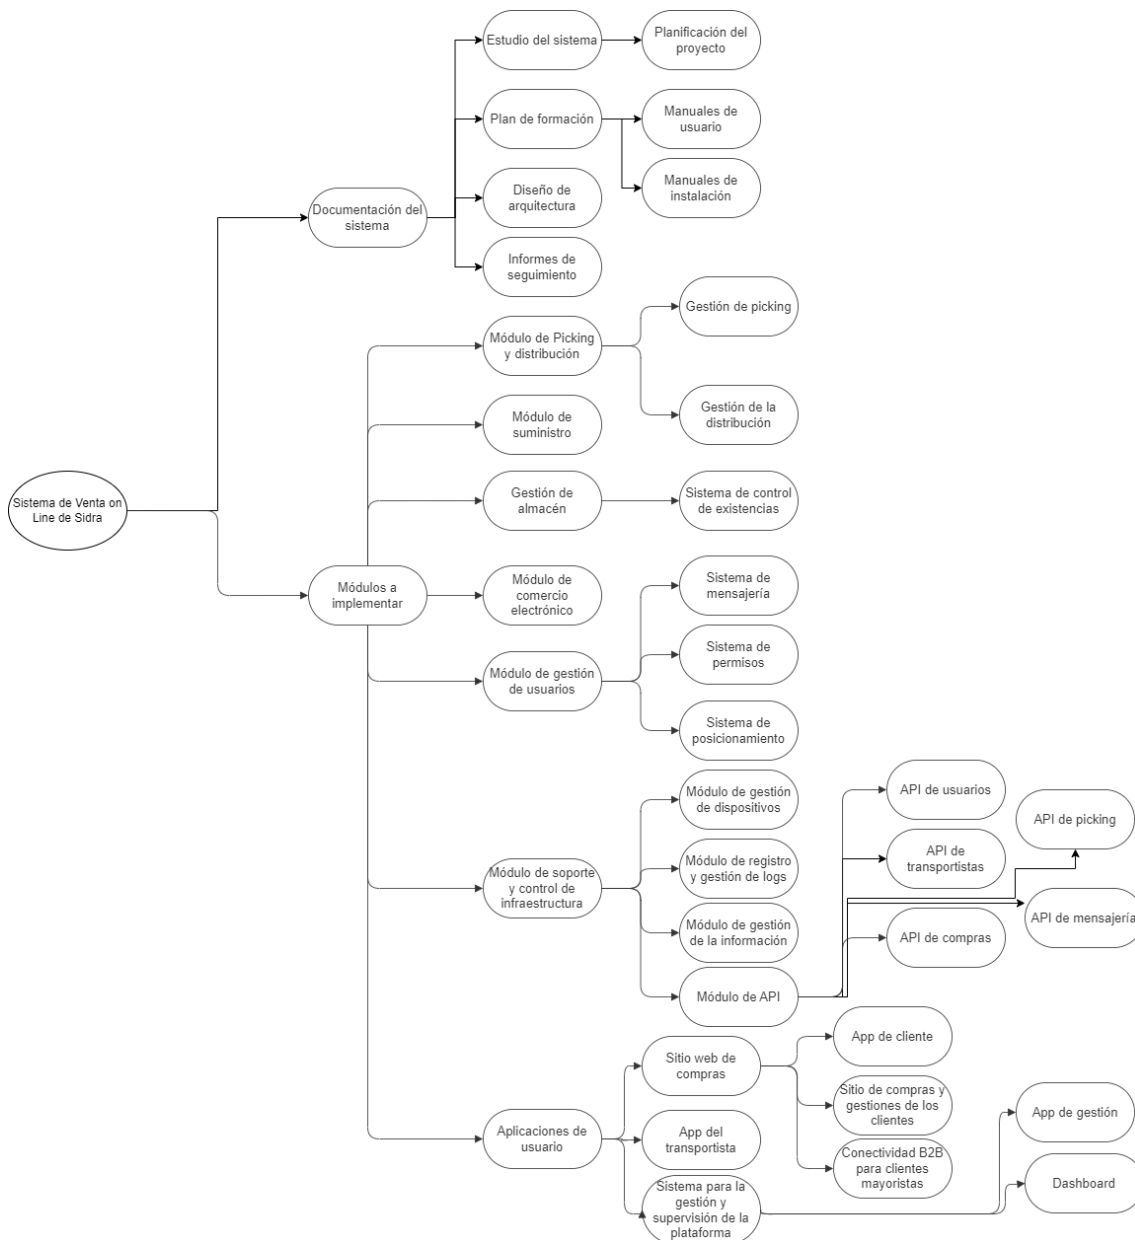 Estudio del sistema
Planificación del
proyecto
Plan de formación
Manuales de
usuario
Diseño de
arquitectura
Manuales de
instalación
Documentación del
sistema
Informes de
seguimiento
Gestión de picking
Módulo de Picking
y distribución
Gestión de la
distribución
Módulo de
suministro
Sistema de Venta on
Line de Sidra
Gestión de
almacén
Sistema de control
de existencias
Módulos a
implementar
Módulo de
comercio
electrónico
Sistema de
mensajería
Sistema de
permisos
Módulo de gestión
de usuarios
Sistema de
posicionamiento
Módulo de gestión
de dispositivos
API de usuarios
API de picking
API de
transportistas
Módulo de soporte
y control de
infraestructura
Módulo de registro
y gestión de logs
API de mensajería
Módulo de gestión
de la información
API de compras
Módulo de API
App de cliente
Sitio web de
compras
Sitio de compras y
gestiones de los
clientes
App de gestión
Aplicaciones de
usuario
App del
transportista
Conectividad B2B
para clientes
mayoristas
Dashboard
Sistema para la
gestión y
supervisión de la
plataforma